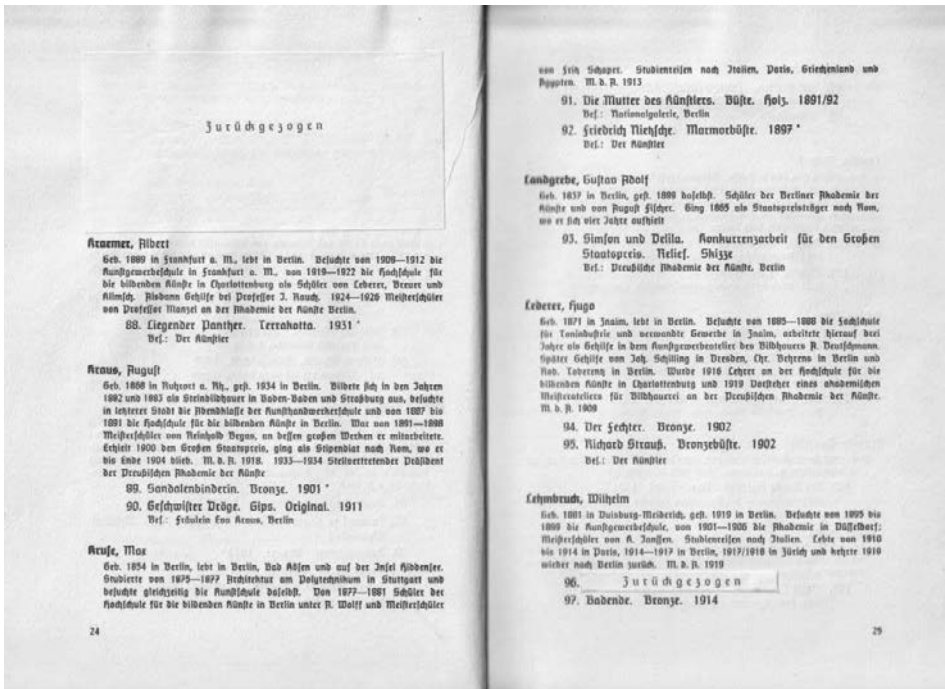 Zurückgezogen
Kraemer, Albert
Geb. 1889 in Frankfurt a. M., lebt in Berlin. Besuchte von 1908—1912 die
Kunstgewerbeschule in Frankfurt a. M., von 1919—1922 die Hochschule für
die bildenden Künste in Charlottenburg als Schüler von Lederer, Breuer und
Klimsch. Alsdann Gehilfe bei Professor J. Rauch. 1924—1926 Meisterschüler
von Professor Manzel an der Akademie der Künste Berlin.
88. Liegender Panther. Terrakotta. 1931 *
Bes.: Der Künstler
Kraus, August
Geb. 1868 in Ruhrort a. Rh., gest. 1934 in Berlin. Bildete sich in den Jahren
1882 und 1883 als Steinbildhauer in Baden-Baden und Straßburg aus, besuchte
in letzterer Stadt die Abendklasse der Kunsthandwerkerschule und von 1887 bis
1891 die Hochschule für die bildenden Künste in Berlin. War von 1891—1898
Meisterschüler von Reinhold Begas, an dessen großen Werken er mitarbeitete.
Erhielt 1900 den Großen Staatspreis, ging als Stipendiat nach Rom, wo er
bis Ende 1904 blieb. M. d. A. 1918. 1933—1934 Stellvertretender Präsident
der Preußischen Akademie der Künste
89. Sandalenbinderin. Bronze. 1901 *
90. Geschwister Dröge. Gips. Original. 1911
Bes.: Fräulein Eva Kraus, Berlin
Kruse, Max
Geb. 1854 in Berlin, lebt in Berlin, Bad Kösen und auf der Insel Hiddensee.
Studierte von 1875—1877 Architektur am Polytechnikum in Stuttgart und
besuchte gleichzeitig die Kunstschule daselbst. Von 1877—1881 Schüler der
Hochschule für die bildenden Künste in Berlin unter A. Wolff und Meisterschüler
24
von Fritz Schaper. Studienreisen nach Italien, Paris, Griechenland und
Ägypten. M. d. A. 1913
91. Die Mutter des Künstlers. Büste. Holz. 1891/92
Bes.: Nationalgalerie, Berlin
92. Friedrich Nietzsche. Marmorbüste. 1897 *
Bes.: Der Künstler
Landgrebe, Gustav Adolf
Geb. 1837 in Berlin, gest. 1899 daselbst. Schüler der Berliner Akademie der
Künste und von August Fischer. Ging 1865 als Staatspreisträger nach Rom,
wo er sich vier Jahre aufhielt
93. Simson und Delila. Konkurrenzarbeit für den Großen
Staatspreis. Relief. Skizze
Bes.: Preußische Akademie der Künste. Berlin
Lederer, Hugo
Geb. 1871 in Znaim, lebt in Berlin. Besuchte von 1885—1888 die Fachschule
für Tonindustrie und verwandte Gewerbe in Znaim, arbeitete hierauf drei
Jahre als Gehilfe in dem Kunstgewerbeatelier des Bildhauers A. Deutschmann.
Später Gehilfe von Joh. Schilling in Dresden, Chr. Behrens in Berlin und
Rob. Toberentz in Berlin. Wurde 1916 Lehrer an der Hochschule für die
bildenden Künste in Charlottenburg und 1919 Vorsteher eines akademischen
Meisterateliers für Bildhauerei an der Preußischen Akademie der Künste.
M. d. A. 1909
94. Der Fechter. Bronze. 1902
95. Richard Strauß. Bronzebüste. 1902
Bes.: Der Künstler
Lehmbruck, Wilhelm
Geb. 1881 in Duisburg-Meiderich, gest. 1919 in Berlin. Besuchte von 1895 bis
1899 die Kunstgewerbeschule, von 1901—1906 die Akademie in Düsseldorf;
Meisterschüler von K. Janssen. Studienreisen nach Italien. Lebte von 1910
bis 1914 in Paris, 1914—1917 in Berlin, 1917/1918 in Zürich und kehrte 1919
wieder nach Berlin zurück. M. d. A. 1919
96. Zurückgezogen
97. Badende. Bronze. 1914
25